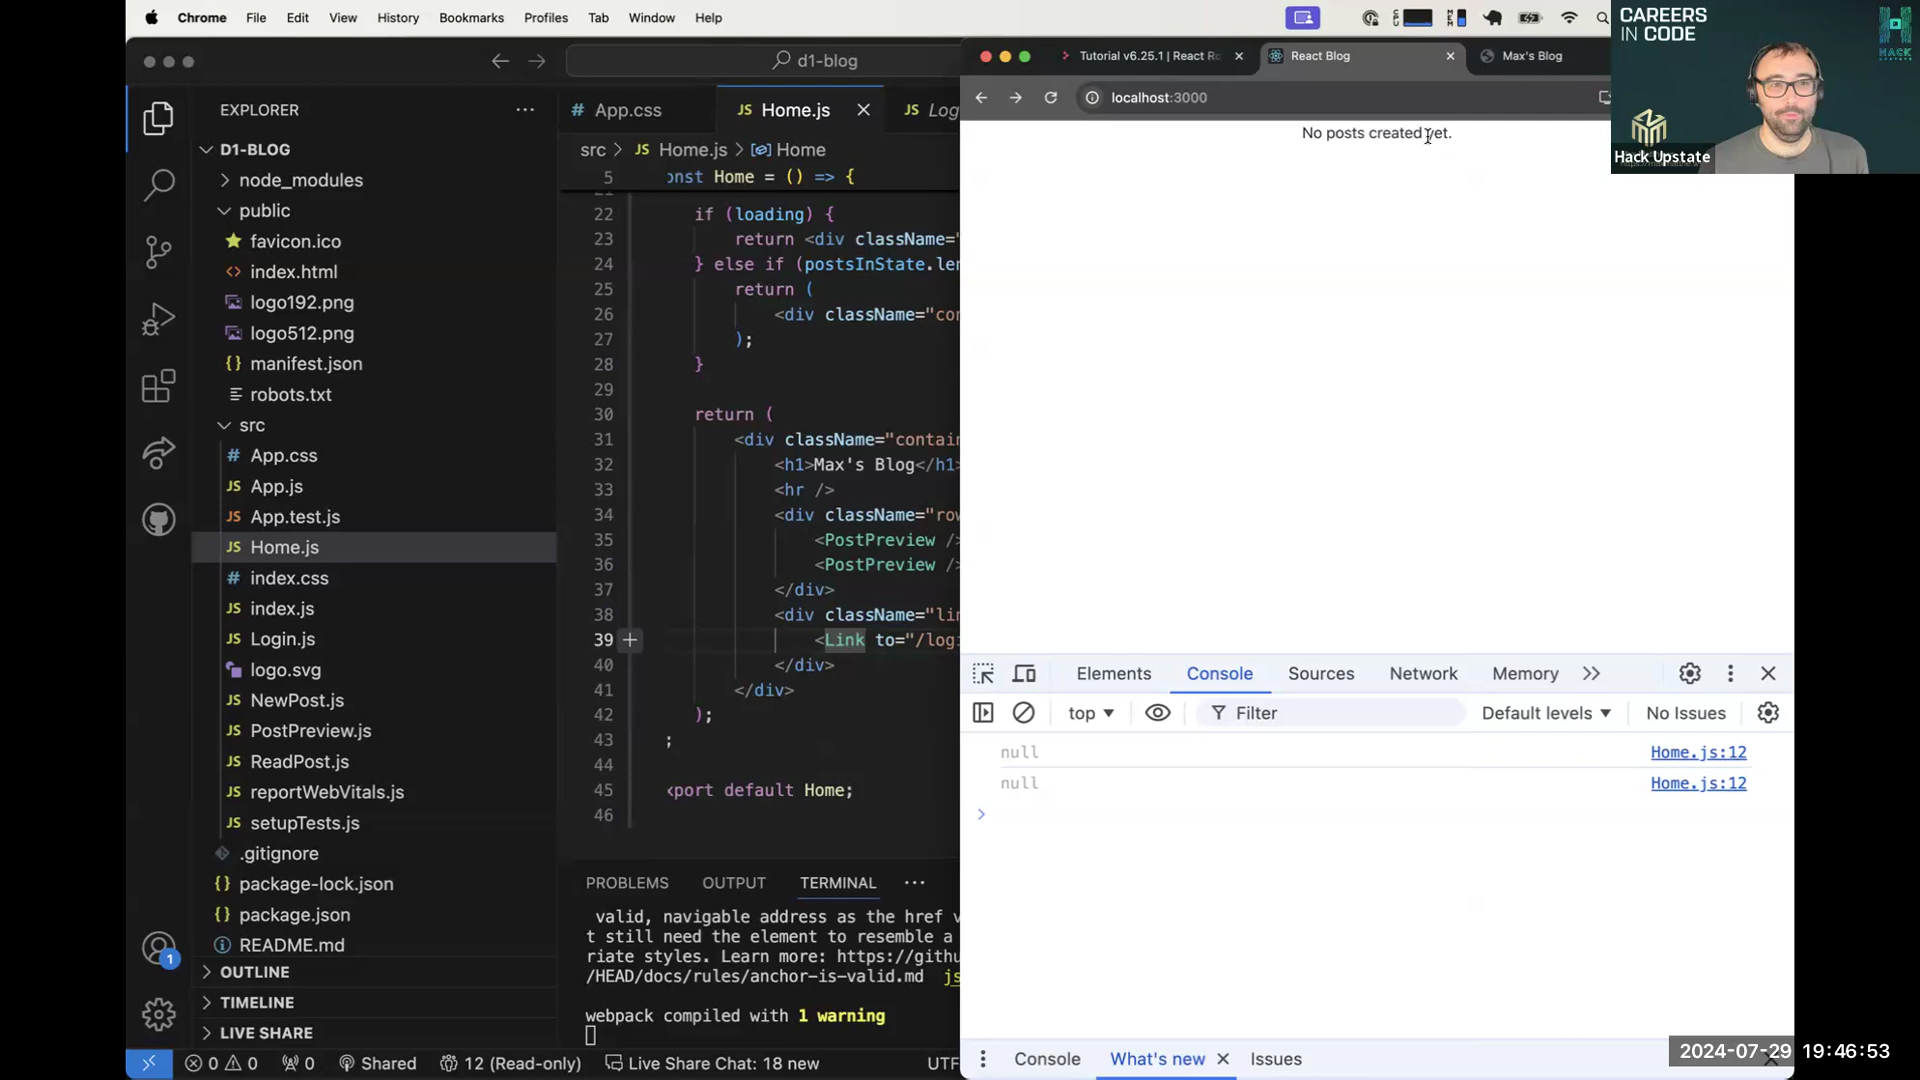 Chrome File Edit View History Bookmarks Profiles Tab Window Help
d1-blog
EXPLORER
D1-BLOG
node_modules
public
favicon.ico
index.html
logo192.png
logo512.png
manifest.json
robots.txt
src
App.css
App.js
App.test.js
Home.js
index.css
index.js
Login.js
logo.svg
NewPost.js
PostPreview.js
ReadPost.js
reportWebVitals.js
setupTests.js
.gitignore
package-lock.json
package.json
README.md
OUTLINE
TIMELINE
LIVE SHARE
App.css Home.js Log
src > Home.js > Home
5 onst Home = () => {
22 if (loading) {
23 return <div className="
24 } else if (postsInState.len
25 return (
26 <div className="con
27 );
28 }
29
30 return (
31 <div className="contain
32 <h1>Max's Blog</h1>
33 <hr />
34 <div className="row
35 <PostPreview />
36 <PostPreview />
37 </div>
38 <div className="lin
39 <Link to="/logi
40 </div>
41 </div>
42 );
43 ;
44
45 xport default Home;
46
PROBLEMS OUTPUT TERMINAL
valid, navigable address as the href v
t still need the element to resemble a
riate styles. Learn more: https://githu
/HEAD/docs/rules/anchor-is-valid.md js
webpack compiled with 1 warning
0 0 0 Shared 12 (Read-only) Live Share Chat: 18 new UTF
Tutorial v6.25.1 | React Ro React Blog Max's Blog
localhost:3000
No posts created yet.
Elements Console Sources Network Memory
top Filter Default levels No Issues
null Home.js:12
null Home.js:12
Console What's new Issues
CAREERS
IN CODE
HACK
Hack Upstate
2024-07-29 19:46:53
1